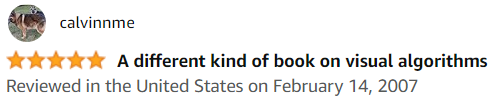 calvinnme
A different kind of book on visual algorithms
Reviewed in the United States on February 14, 2007